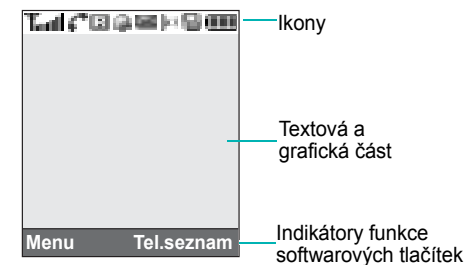 Ikony
Textová a
grafická část
Menu Tel.seznam
Indikátory funkce
softwarových tlačítek